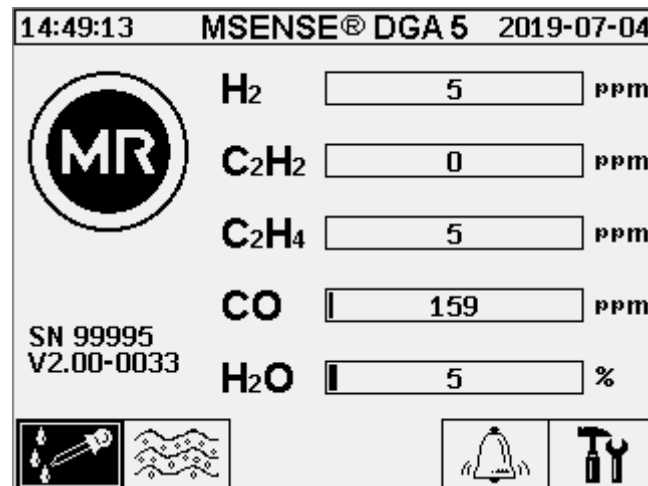 14:49:13 MSENSE® DGA 5 2019-07-04
H2 5 ppm
MR
C2H2 0 ppm
C2H4 5 ppm
CO 159 ppm
SN 99995
V2.00-0033
H2O 5 %